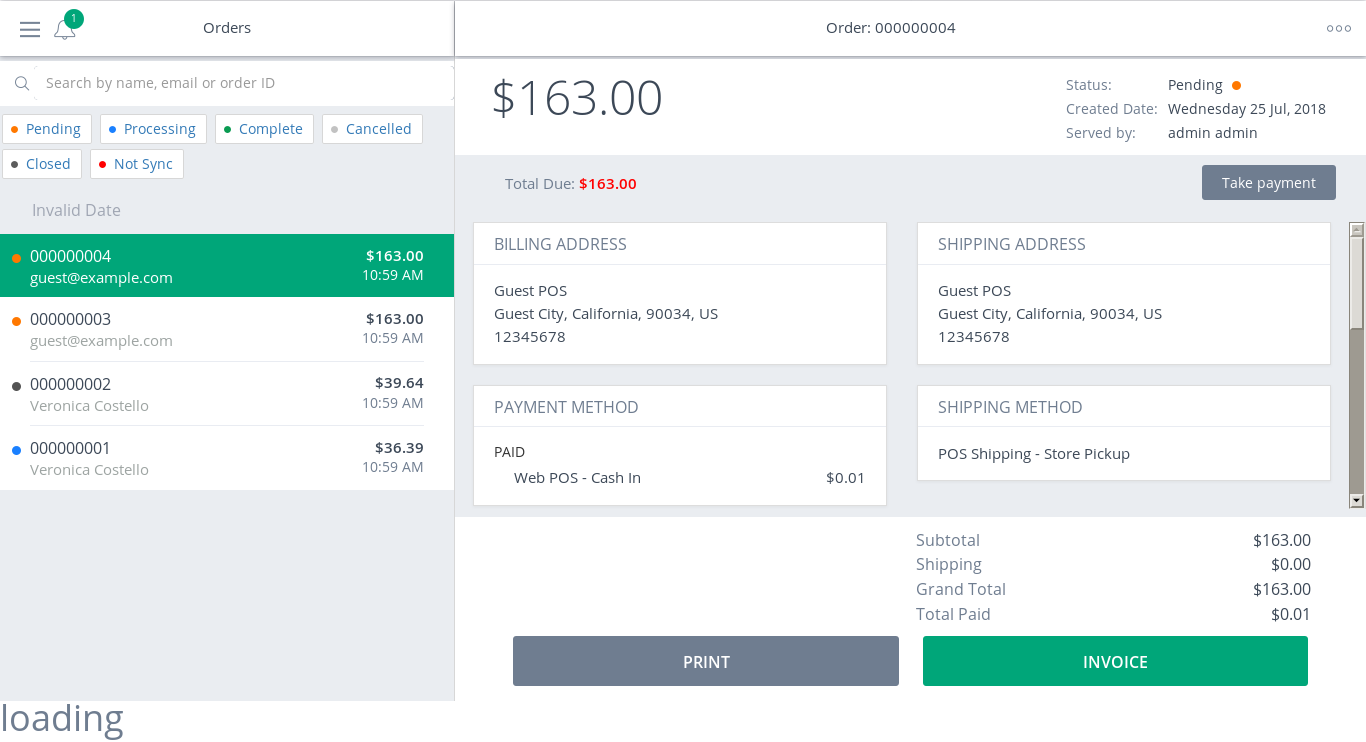 1
Orders
Order: 000000004
Search by name, email or order ID
Pending
Processing
Complete
Cancelled
Closed
Not Sync
Invalid Date
000000004 $163.00
guest@example.com 10:59 AM
000000003 $163.00
guest@example.com 10:59 AM
000000002 $39.64
Veronica Costello 10:59 AM
000000001 $36.39
Veronica Costello 10:59 AM
$163.00
Status: Pending
Created Date: Wednesday 25 Jul, 2018
Served by: admin admin
Total Due: $163.00
Take payment
BILLING ADDRESS
Guest POS
Guest City, California, 90034, US
12345678
SHIPPING ADDRESS
Guest POS
Guest City, California, 90034, US
12345678
PAYMENT METHOD
PAID
Web POS - Cash In $0.01
SHIPPING METHOD
POS Shipping - Store Pickup
Subtotal $163.00
Shipping $0.00
Grand Total $163.00
Total Paid $0.01
PRINT
INVOICE
loading